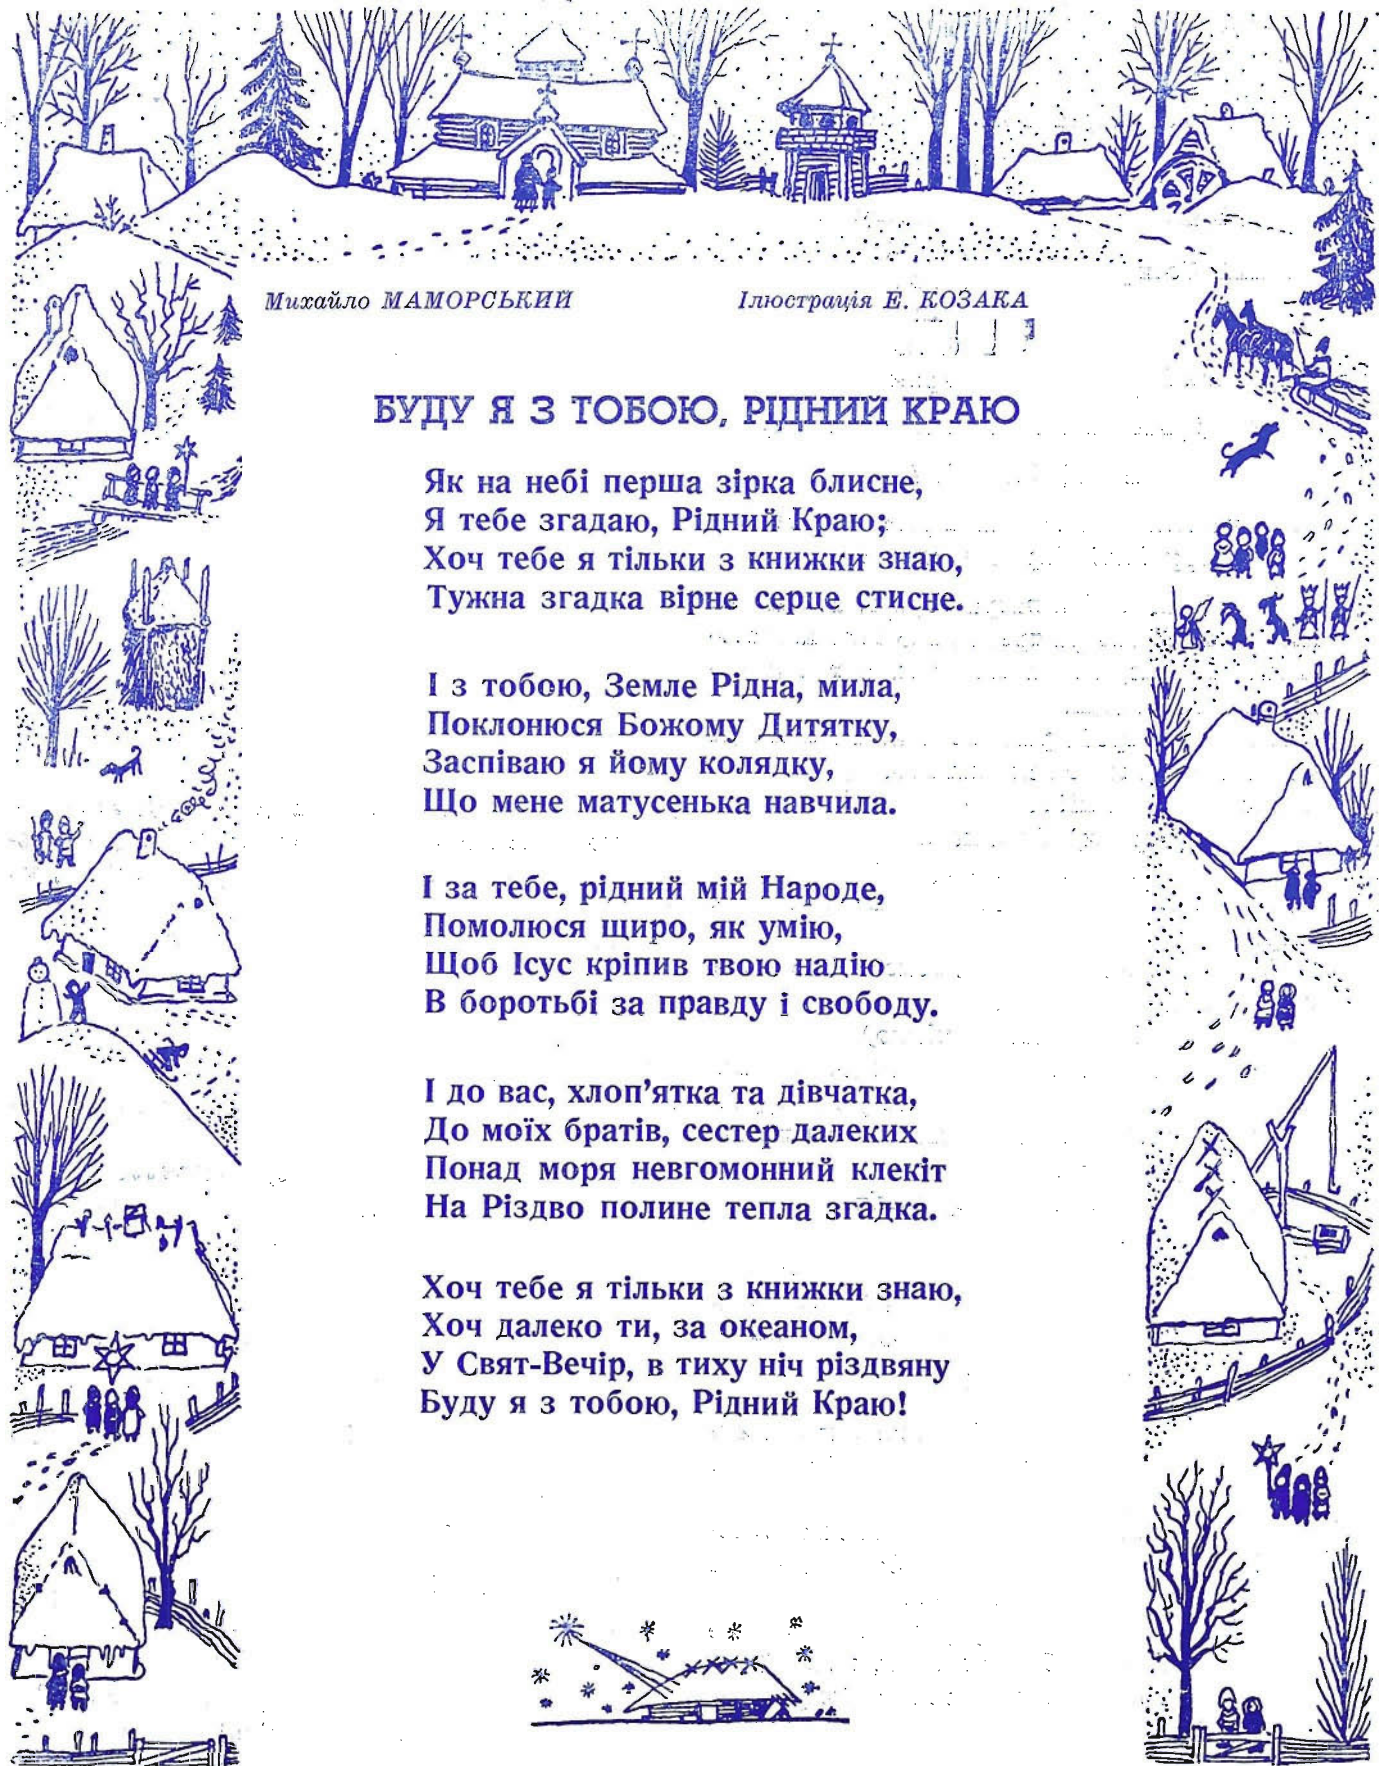 Михайло МАМОРСЬКИЙ
Ілюстрація Е. КОЗАКА
БУДУ Я З ТОБОЮ, РІДНИЙ КРАЮ
Як на небі перша зірка блисне,
Я тебе згадаю, Рідний Краю;
Хоч тебе я тільки з книжки знаю,
Тужна згадка вірне серце стисне.
І з тобою, Земле Рідна, мила,
Поклонюся Божому Дитятку,
Заспіваю я йому колядку,
Що мене матусенька навчила.
І за тебе, рідний мій Народе,
Помолюся щиро, як умію,
Щоб Ісус кріпив твою надію
В боротьбі за правду і свободу.
І до вас, хлоп’ятка та дівчатка,
До моїх братів, сестер далеких
Понад моря невгомонний клекіт
На Різдво полине тепла згадка.
Хоч тебе я тільки з книжки знаю,
Хоч далеко ти, за океаном,
У Свят-Вечір, в тиху ніч різдвяну
Буду я з тобою, Рідний Краю!